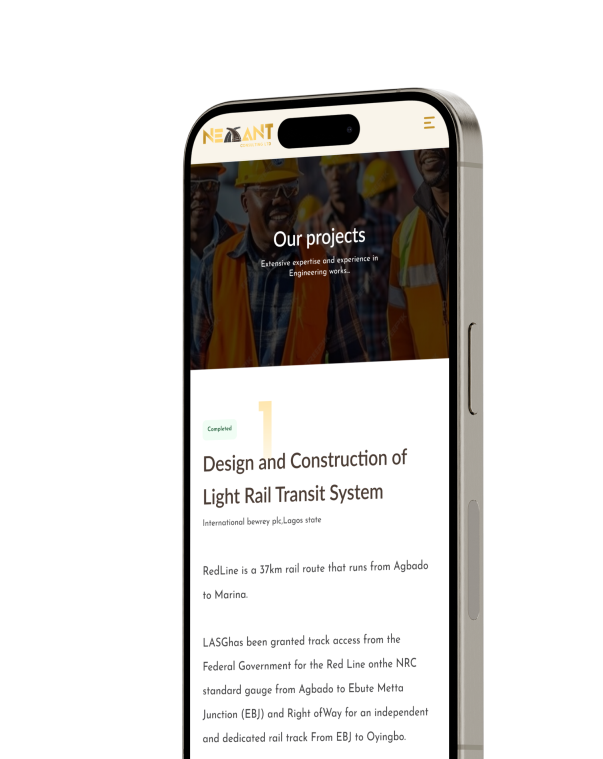 NEXANT
Our projects
Extensive expertise and experience in
Engineering works..
1
Completed
Design and Construction of
Light Rail Transit System
International bewrey plc,Lagos state
RedLine is a 37km rail route that runs from Agbado
to Marina.
LASGhas been granted track access from the
Federal Government for the Red Line onthe NRC
standard gauge from Agbado to Ebute Metta
Junction (EBJ) and Right ofWay for an independent
and dedicated rail track From EBJ to Oyingbo.